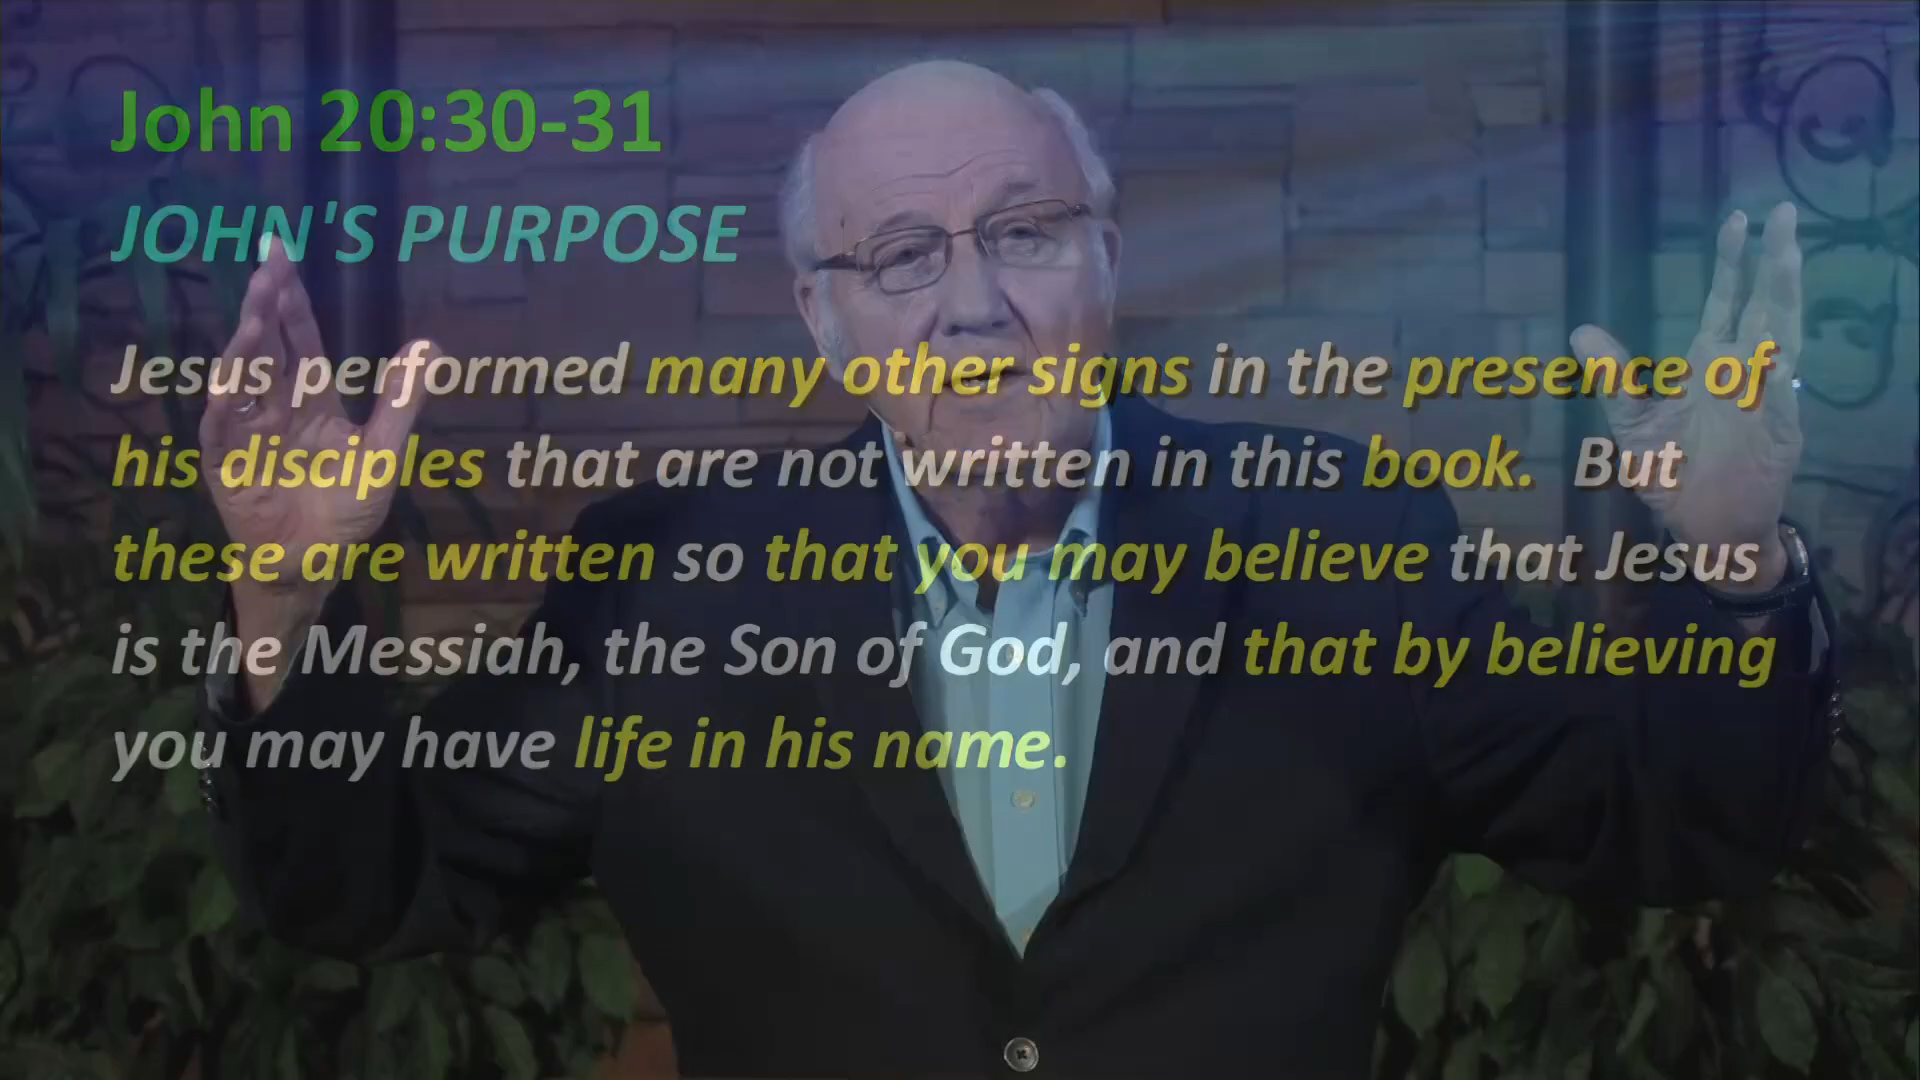 John 20:30-31
JOHN'S PURPOSE
Jesus performed many other signs in the presence of
his disciples that are not written in this book.  But
these are written so that you may believe that Jesus
is the Messiah, the Son of God, and that by believing
you may have life in his name.